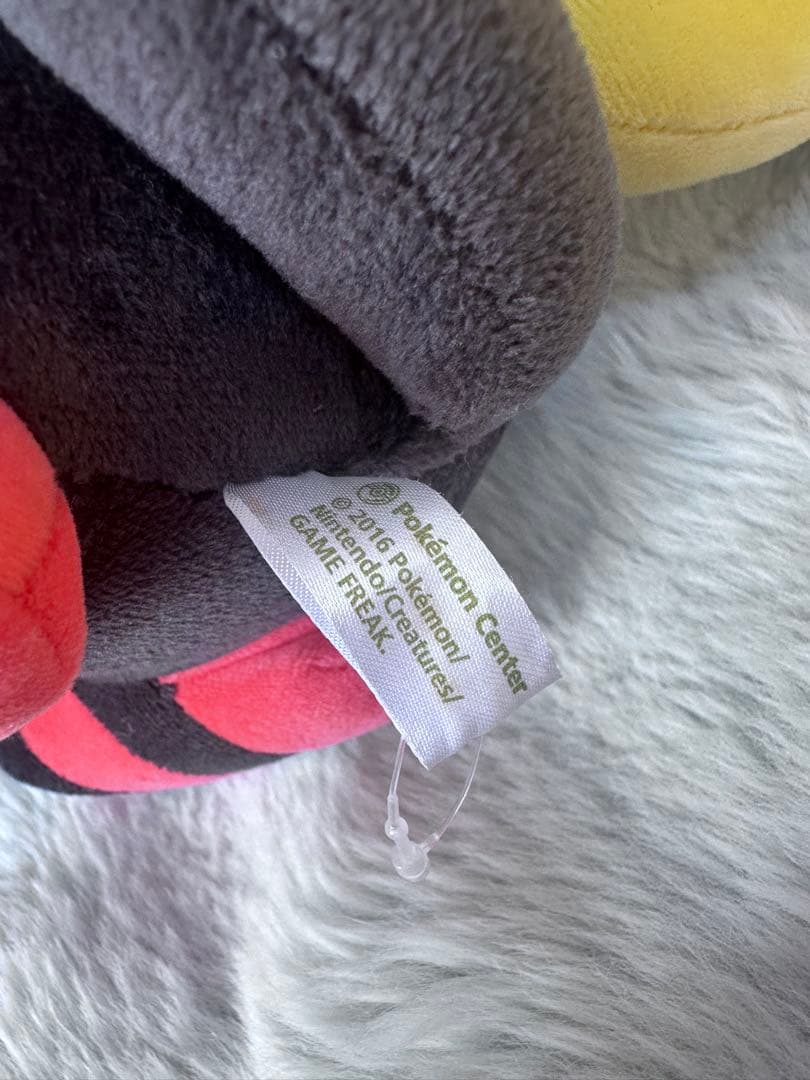 Pokémon Center
© 2016 Pokémon/
Nintendo/Creatures/
GAME FREAK.